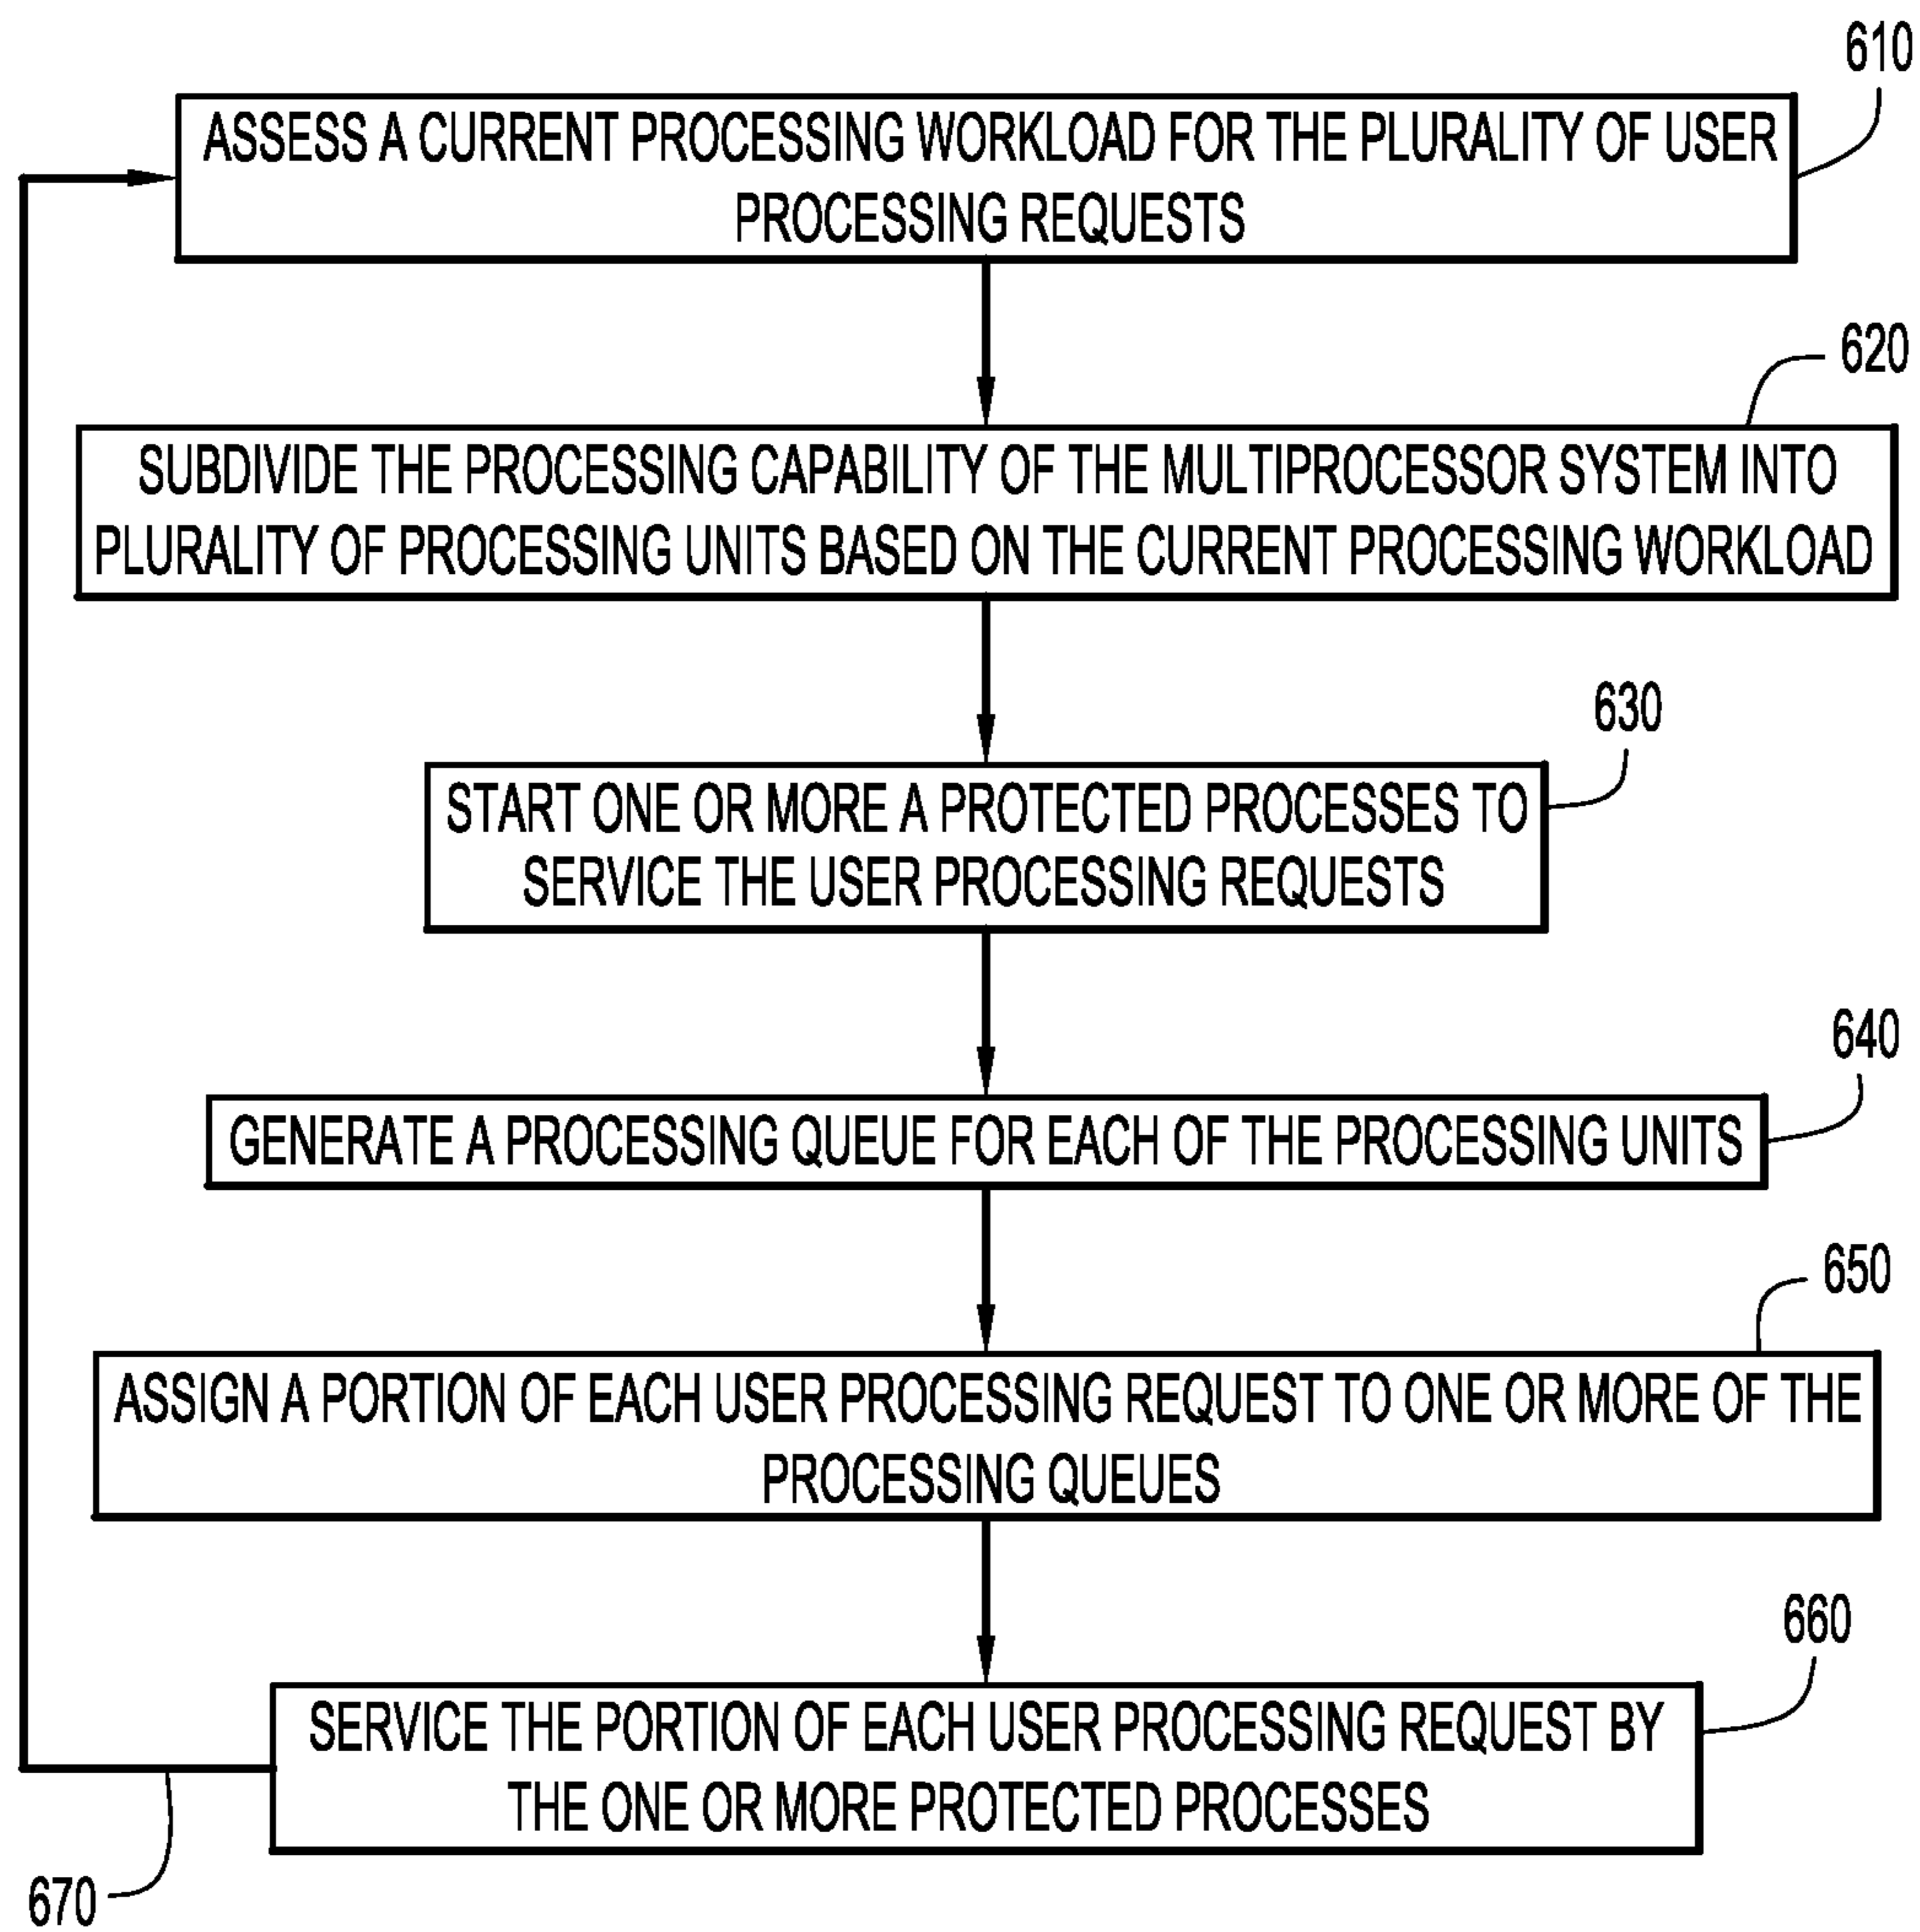 610
ASSESS A CURRENT PROCESSING WORKLOAD FOR THE PLURALITY OF USER
PROCESSING REQUESTS
620
SUBDIVIDE THE PROCESSING CAPABILITY OF THE MULTIPROCESSOR SYSTEM INTO
PLURALITY OF PROCESSING UNITS BASED ON THE CURRENT PROCESSING WORKLOAD
630
START ONE OR MORE A PROTECTED PROCESSES TO
SERVICE THE USER PROCESSING REQUESTS
640
GENERATE A PROCESSING QUEUE FOR EACH OF THE PROCESSING UNITS
650
ASSIGN A PORTION OF EACH USER PROCESSING REQUEST TO ONE OR MORE OF THE
PROCESSING QUEUES
660
SERVICE THE PORTION OF EACH USER PROCESSING REQUEST BY
THE ONE OR MORE PROTECTED PROCESSES
670